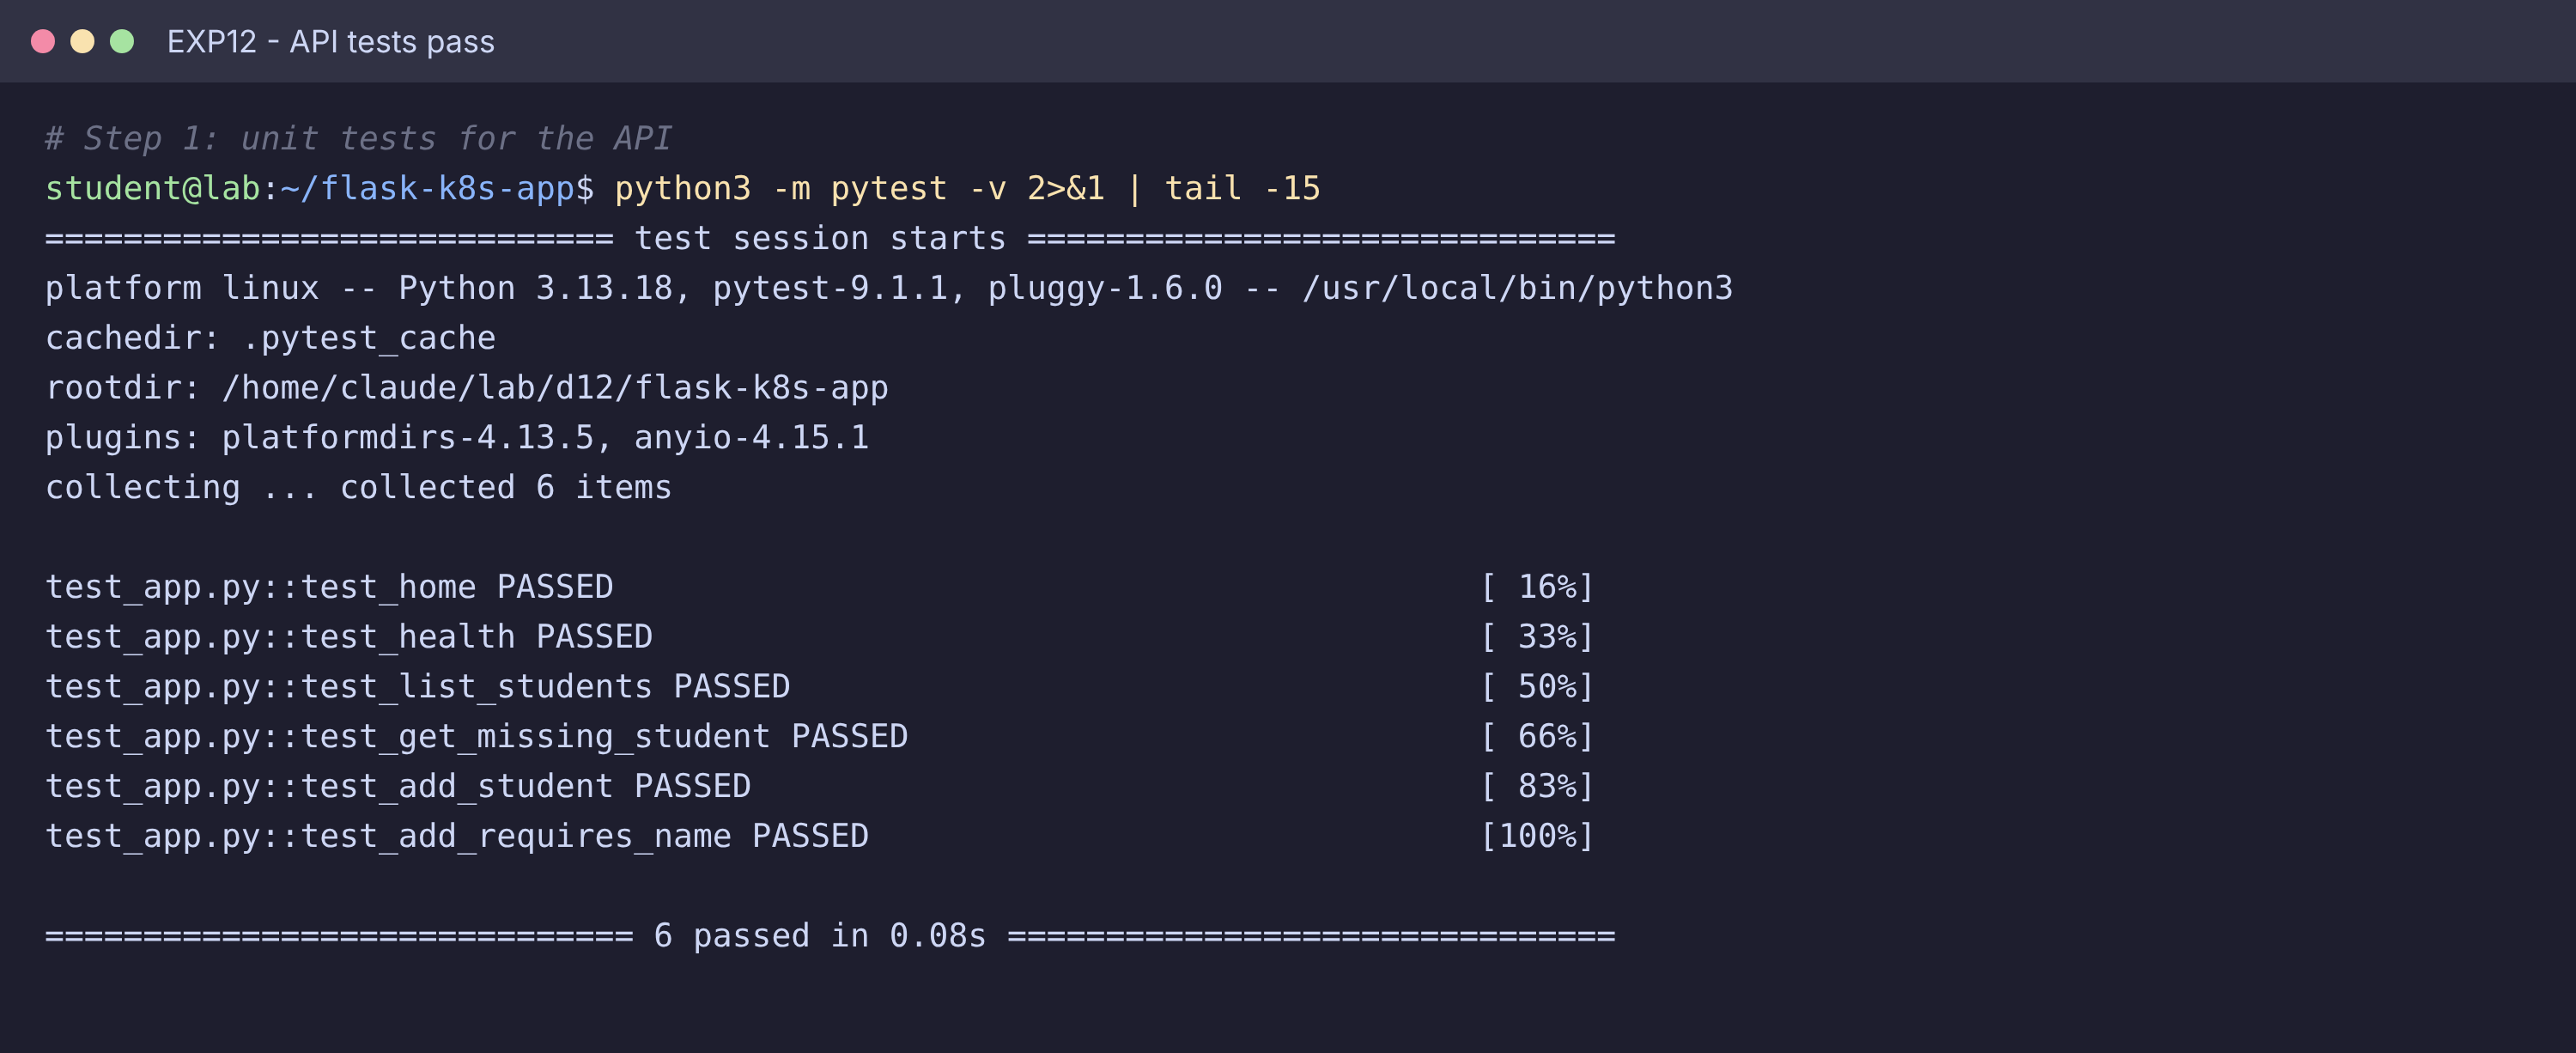 EXP12 - API tests pass
# Step 1: unit tests for the API
student@lab:~/flask-k8s-app$ python3 -m pytest -v 2>&1 | tail -15
============================= test session starts ==============================
platform linux -- Python 3.13.18, pytest-9.1.1, pluggy-1.6.0 -- /usr/local/bin/python3
cachedir: .pytest_cache
rootdir: /home/claude/lab/d12/flask-k8s-app
plugins: platformdirs-4.13.5, anyio-4.15.1
collecting ... collected 6 items
test_app.py::test_home PASSED                                            [ 16%]
test_app.py::test_health PASSED                                          [ 33%]
test_app.py::test_list_students PASSED                                   [ 50%]
test_app.py::test_get_missing_student PASSED                             [ 66%]
test_app.py::test_add_student PASSED                                     [ 83%]
test_app.py::test_add_requires_name PASSED                               [100%]
============================== 6 passed in 0.08s ===============================